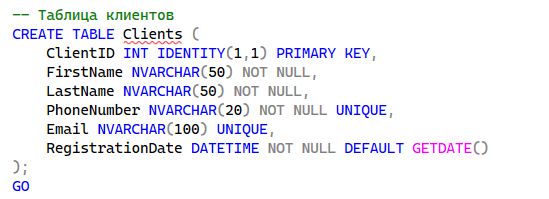 -- Таблица клиентов
CREATE TABLE Clients (
    ClientID INT IDENTITY(1,1) PRIMARY KEY,
    FirstName NVARCHAR(50) NOT NULL,
    LastName NVARCHAR(50) NOT NULL,
    PhoneNumber NVARCHAR(20) NOT NULL UNIQUE,
    Email NVARCHAR(100) UNIQUE,
    RegistrationDate DATETIME NOT NULL DEFAULT GETDATE()
);
GO